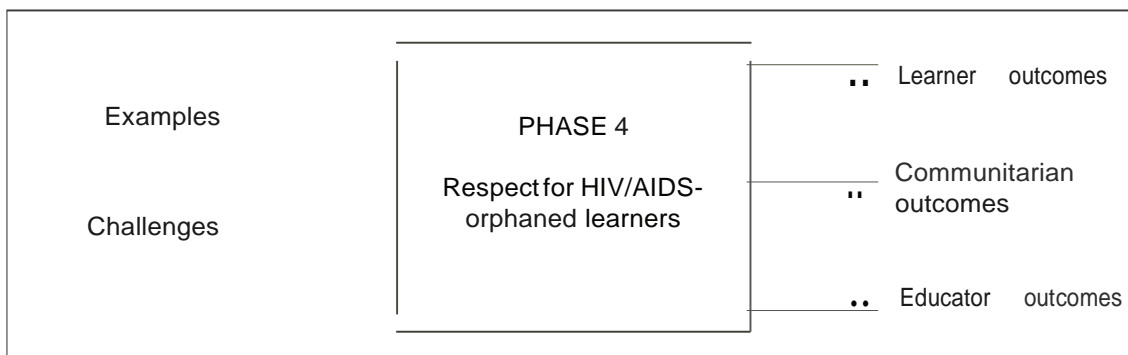 Examples
Challenges
PHASE 4
Respect for HIV/AIDS-
orphaned learners
Learner outcomes
Communitarian
outcomes
Educator outcomes